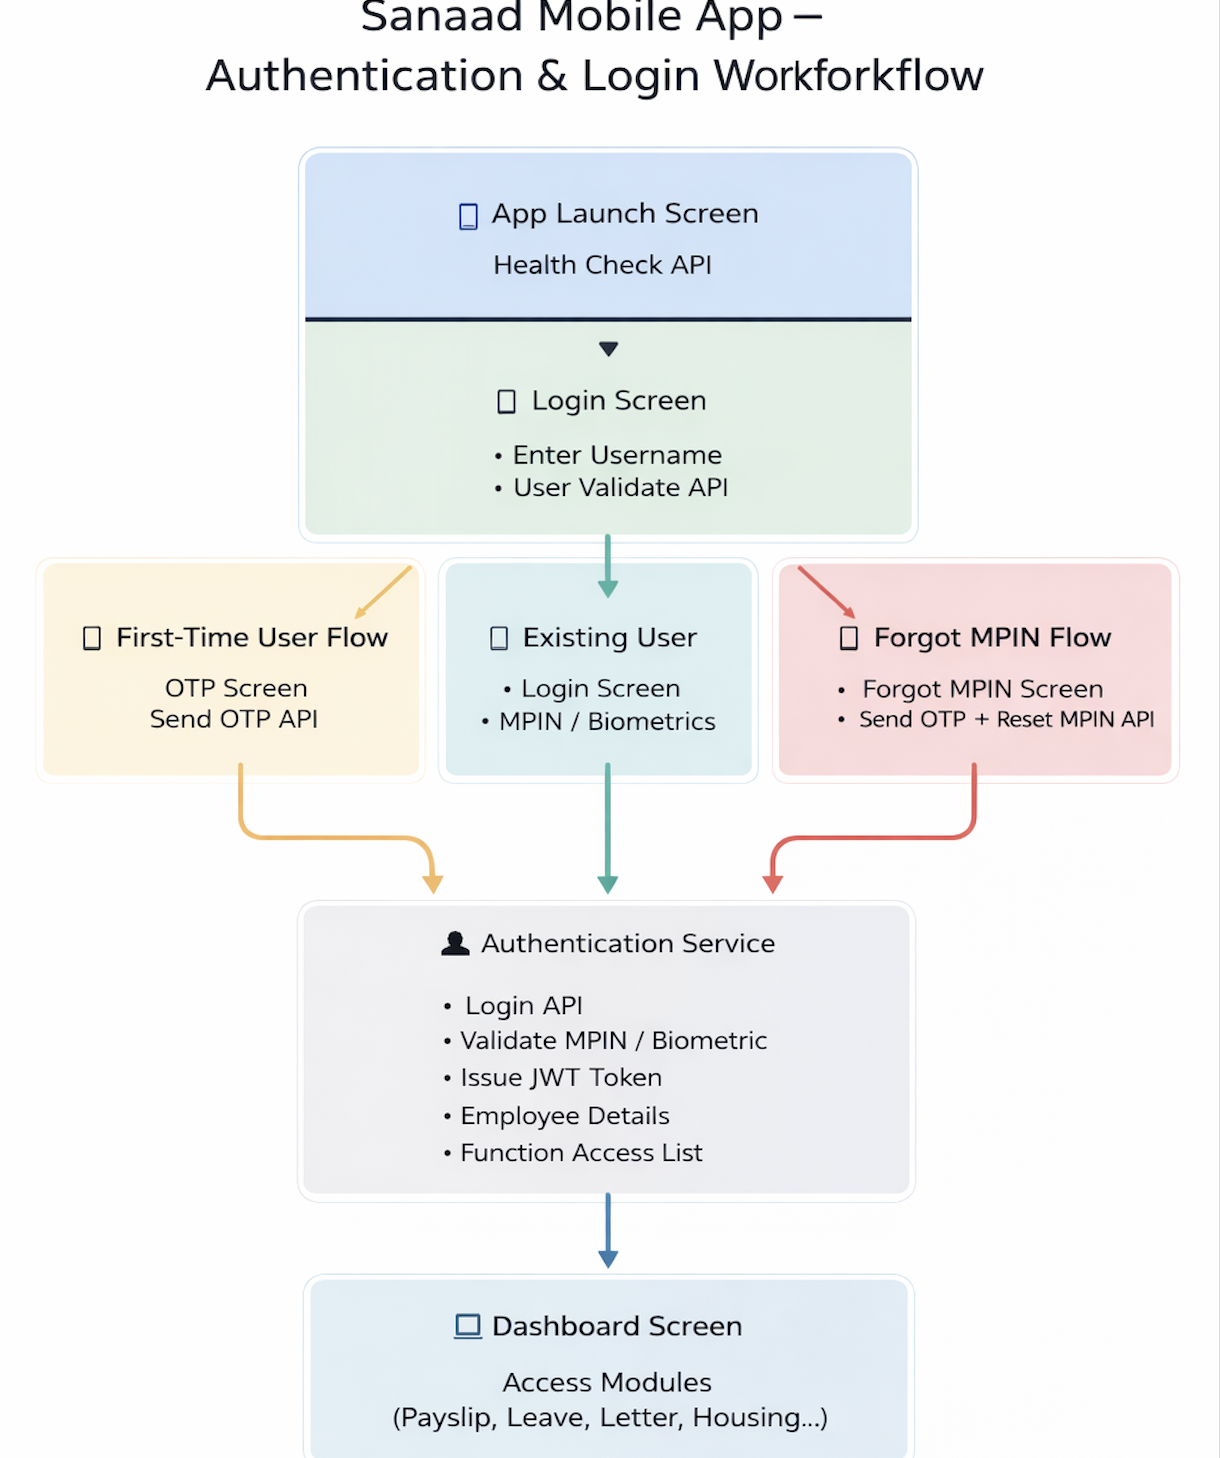 Sanaad Mobile App –
Authentication & Login Workforkflow
App Launch Screen
Health Check API
Login Screen
• Enter Username
• User Validate API
First-Time User Flow
OTP Screen
Send OTP API
Existing User
• Login Screen
• MPIN / Biometrics
Forgot MPIN Flow
• Forgot MPIN Screen
• Send OTP + Reset MPIN API
Authentication Service
• Login API
• Validate MPIN / Biometric
• Issue JWT Token
• Employee Details
• Function Access List
Dashboard Screen
Access Modules
(Payslip, Leave, Letter, Housing...)